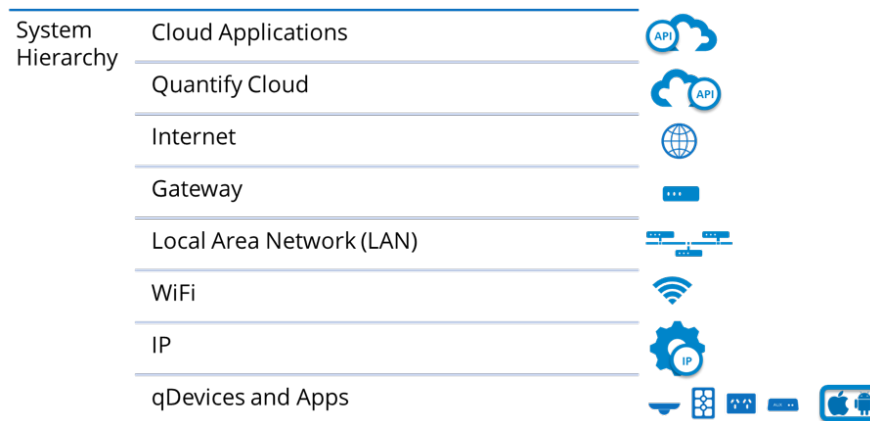 System
Hierarchy
Cloud Applications
API
Quantify Cloud
API
Internet
Gateway
Local Area Network (LAN)
WiFi
IP
IP
qDevices and Apps